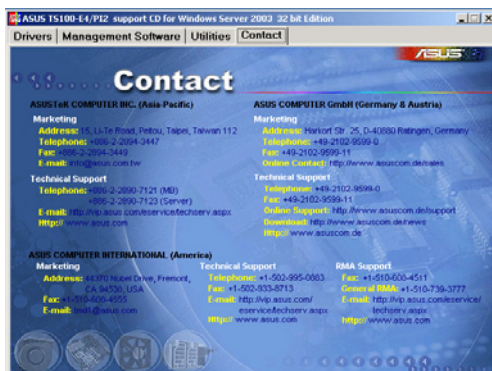 ASUS TS100-E4/PI2 support CD for Windows Server 2003 32 bit Edition
Drivers Management Software Utilities Contact
ASUS
Contact
ASUSTeK COMPUTER INC. (Asia-Pacific)
Marketing
Address: 15, Li-Te Road, Peitou, Taipei, Taiwan 112
Telephone: +886-2-2894-3447
Fax: +886-2-2894-3449
E-mail: info@asus.com.tw
Technical Support
Telephone: +886-2-2890-7121 (MB)
+886-2-2890-7123 (Server)
E-mail: http://vip.asus.com/eservice/techserv.aspx
Http:// www.asus.com
ASUS COMPUTER GmbH (Germany & Austria)
Marketing
Address: Harkort Str. 25, D-40880 Ratingen, Germany
Telephone: +49-2102-9599-0
Fax: +49-2102-9599-11
Online Contact: http://www.asuscom.de/sales
Technical Support
Telephone: +49-2102-9599-0
Fax: +49-2102-9599-11
Online Support: http://www.asuscom.de/support
Download: http://www.asuscom.de/news
Http:// www.asuscom.de
ASUS COMPUTER INTERNATIONAL (America)
Marketing
Address: 44370 Nobel Drive, Fremont,
CA 94538, USA
Fax: +1-510-608-4555
E-mail: tmd1@asus.com
Technical Support
Telephone: +1-502-995-0883
Fax: +1-502-933-8713
E-mail: http://vip.asus.com/
eservice/techserv.aspx
http:// www.asus.com
RMA Support
Fax: +1-510-608-4511
General RMA: +1-510-739-3777
E-mail: http://vip.asus.com/eservice/
techserv.aspx
http:// www.asus.com